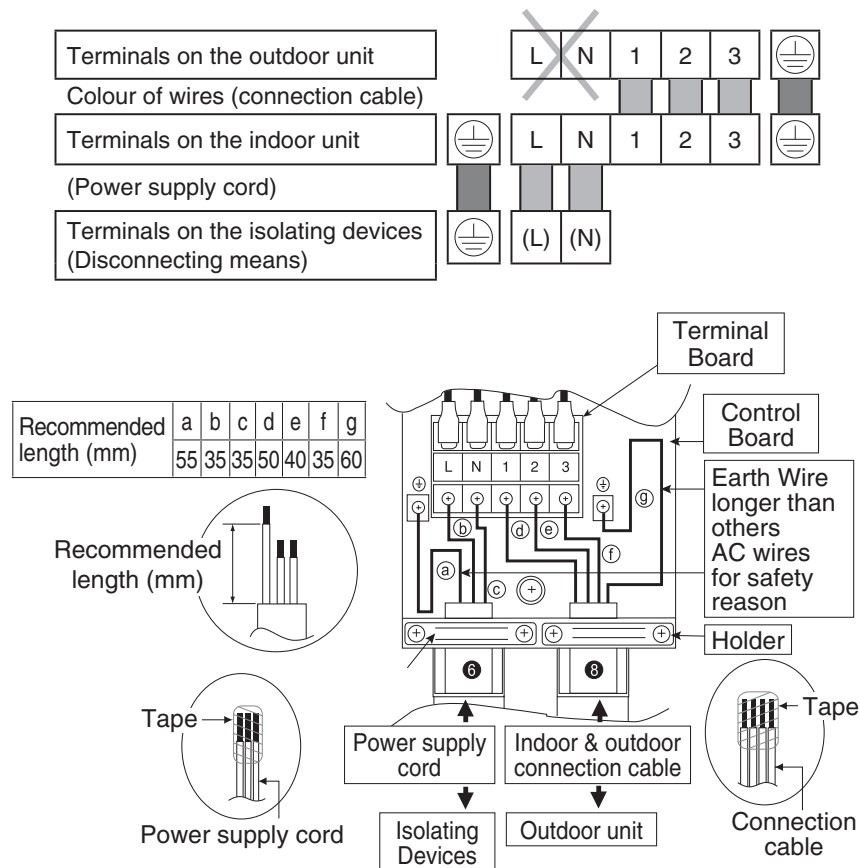 Terminals on the outdoor unit
L N 1 2 3
Colour of wires (connection cable)
Terminals on the indoor unit
L N 1 2 3
(Power supply cord)
Terminals on the isolating devices
(Disconnecting means)
(L) (N)
Terminal
Board
Recommended
length (mm)
a b c d e f g
55 35 35 50 40 35 60
Control
Board
L N 1 2 3
Earth Wire
longer than
others
AC wires
for safety
reason
ⓖ
ⓑ ⓓ ⓔ
ⓕ
ⓐ
ⓒ
Recommended
length (mm)
Holder
❻ ❽
Tape
Tape
Power supply
cord
Indoor & outdoor
connection cable
Power supply cord
Isolating
Devices
Outdoor unit
Connection
cable